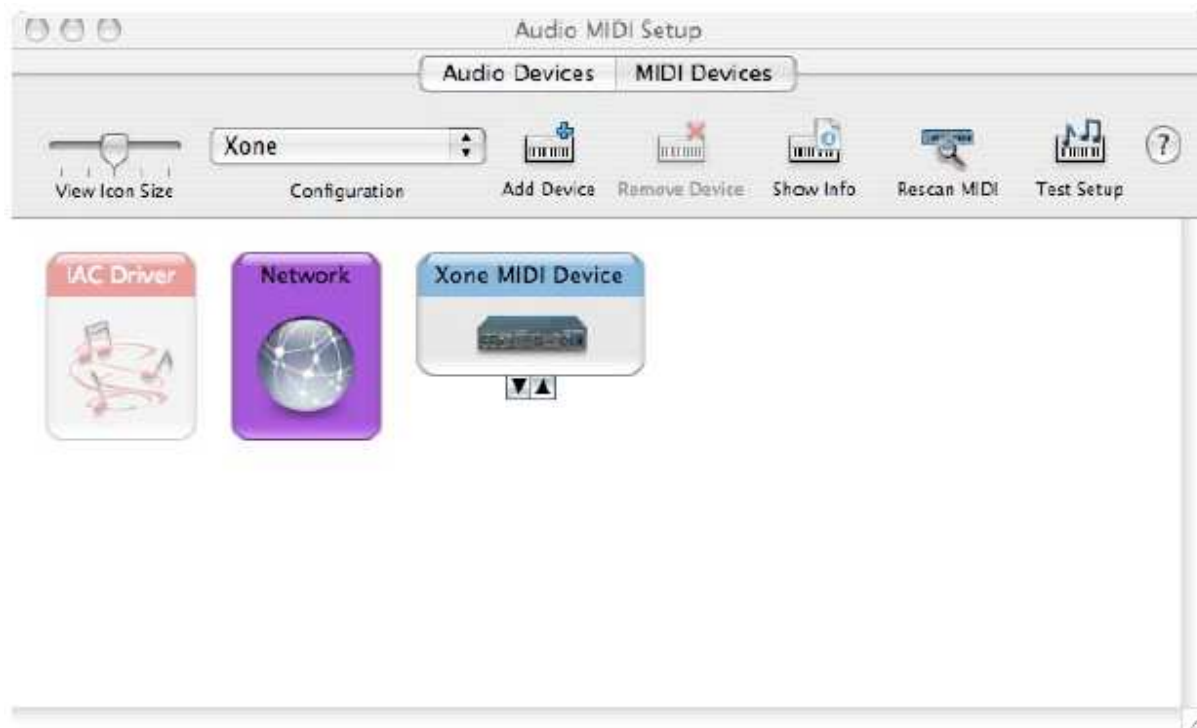 Audio MIDI Setup
Audio Devices MIDI Devices
Xone
View Icon Size Configuration Add Device Remove Device Show Info Rescan MIDI Test Setup ?
IAC Driver Network Xone MIDI Device